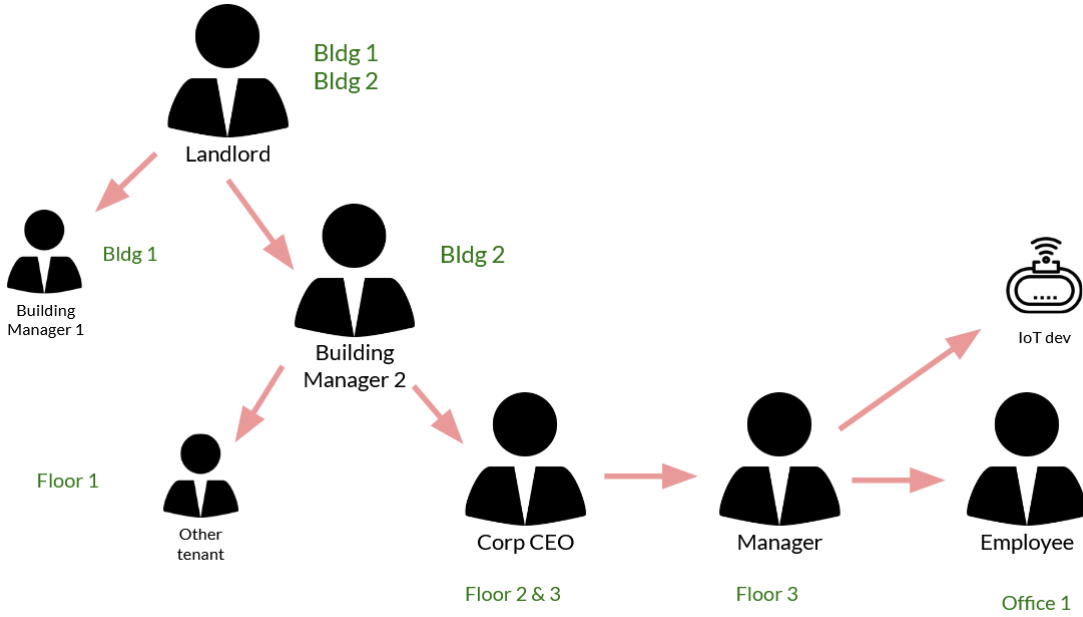 Bldg 1
Bldg 2
Landlord
Bldg 1
Building
Manager 1
Bldg 2
Building
Manager 2
IoT dev
Floor 1
Other
tenant
Corp CEO
Floor 2 & 3
Manager
Floor 3
Employee
Office 1